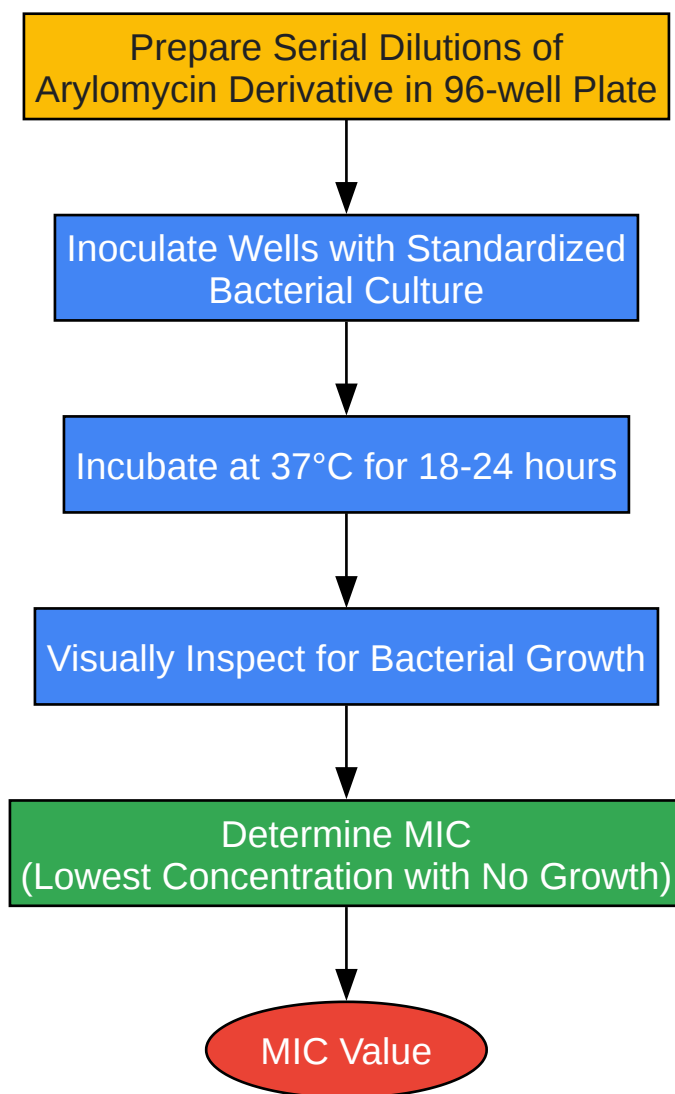 Prepare Serial Dilutions of
Arylomycin Derivative in 96-well Plate
Inoculate Wells with Standardized
Bacterial Culture
Incubate at 37°C for 18-24 hours
Visually Inspect for Bacterial Growth
Determine MIC
(Lowest Concentration with No Growth)
MIC Value